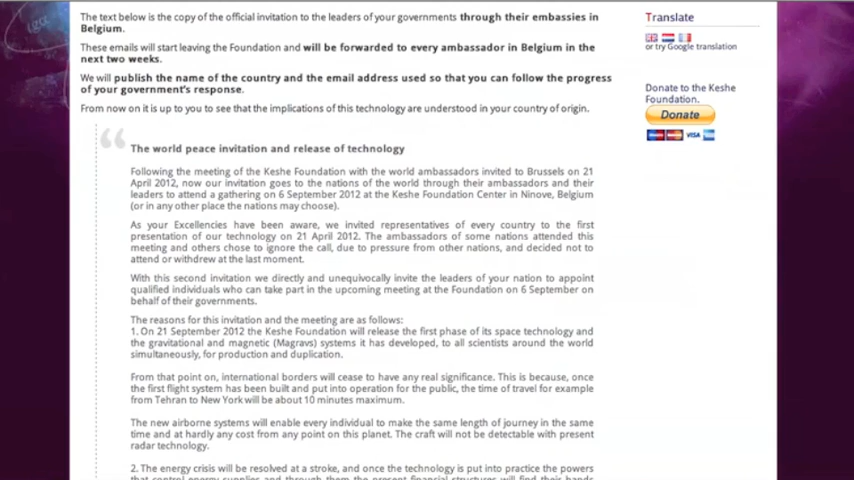 The text below is the copy of the official invitation to the leaders of your governments through their embassies in
Belgium.
These emails will start leaving the Foundation and will be forwarded to every ambassador in Belgium in the
next two weeks.
We will publish the name of the country and the email address used so that you can follow the progress
of your government's response.
From now on it is up to you to see that the implications of this technology are understood in your country of origin.
The world peace invitation and release of technology
Following the meeting of the Keshe Foundation with the world ambassadors invited to Brussels on 21
April 2012, now our invitation goes to the nations of the world through their ambassadors and their
leaders to attend a gathering on 6 September 2012 at the Keshe Foundation Center in Ninove, Belgium
(or in any other place the nations may choose).
As your Excellencies have been aware, we invited representatives of every country to the first
presentation of our technology on 21 April 2012. The ambassadors of some nations attended this
meeting and others chose to ignore the call, due to pressure from other nations, and decided not to
attend or withdrew at the last moment.
With this second invitation we directly and unequivocally invite the leaders of your nation to appoint
qualified individuals who can take part in the upcoming meeting at the Foundation on 6 September on
behalf of their governments.
The reasons for this invitation and the meeting are as follows:
1. On 21 September 2012 the Keshe Foundation will release the first phase of its space technology and
the gravitational and magnetic (Magravs) systems it has developed, to all scientists around the world
simultaneously, for production and duplication.
From that point on, international borders will cease to have any real significance. This is because, once
the first flight system has been built and put into operation for the public, the time of travel for example
from Tehran to New York will be about 10 minutes maximum.
The new airborne systems will enable every individual to make the same length of journey in the same
time and at hardly any cost from any point on this planet. The craft will not be detectable with present
radar technology.
2. The energy crisis will be resolved at a stroke, and once the technology is put into practice the powers
that control energy supplies and through them the present financial structures will find their hands
Translate
or try Google translation
Donate to the Keshe
Foundation.
Donate
VISA